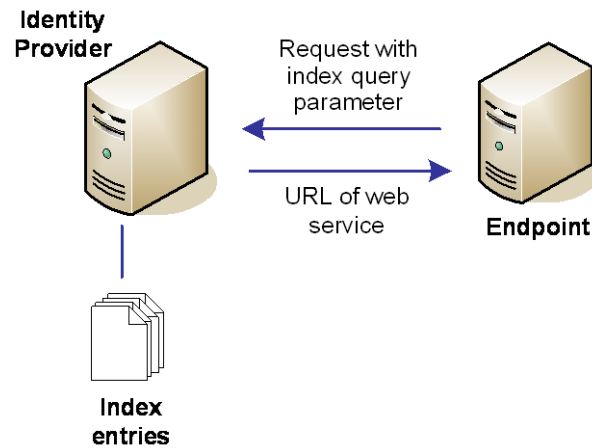 Identity
Provider
Request with
index query
parameter
URL of web
service
Endpoint
Index
entries